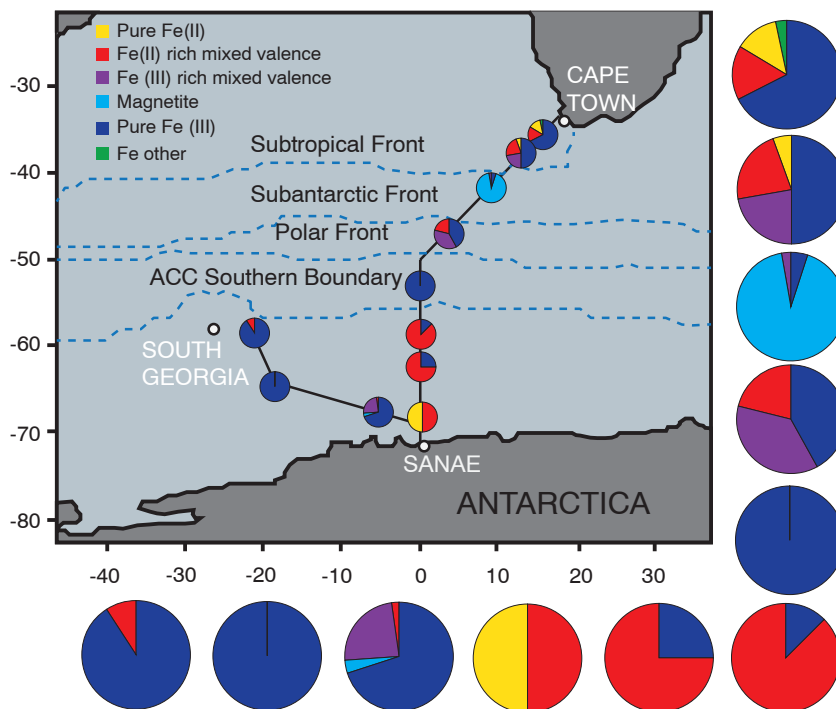 Pure Fe(II)
Fe(II) rich mixed valence
Fe (III) rich mixed valence
Magnetite
Pure Fe (III)
Fe other
CAPE
TOWN
Subtropical Front
Subantarctic Front
Polar Front
ACC Southern Boundary
SOUTH
GEORGIA
SANAE
ANTARCTICA
-30
-40
-50
-60
-70
-80
-40
-30
-20
-10
0
10
20
30